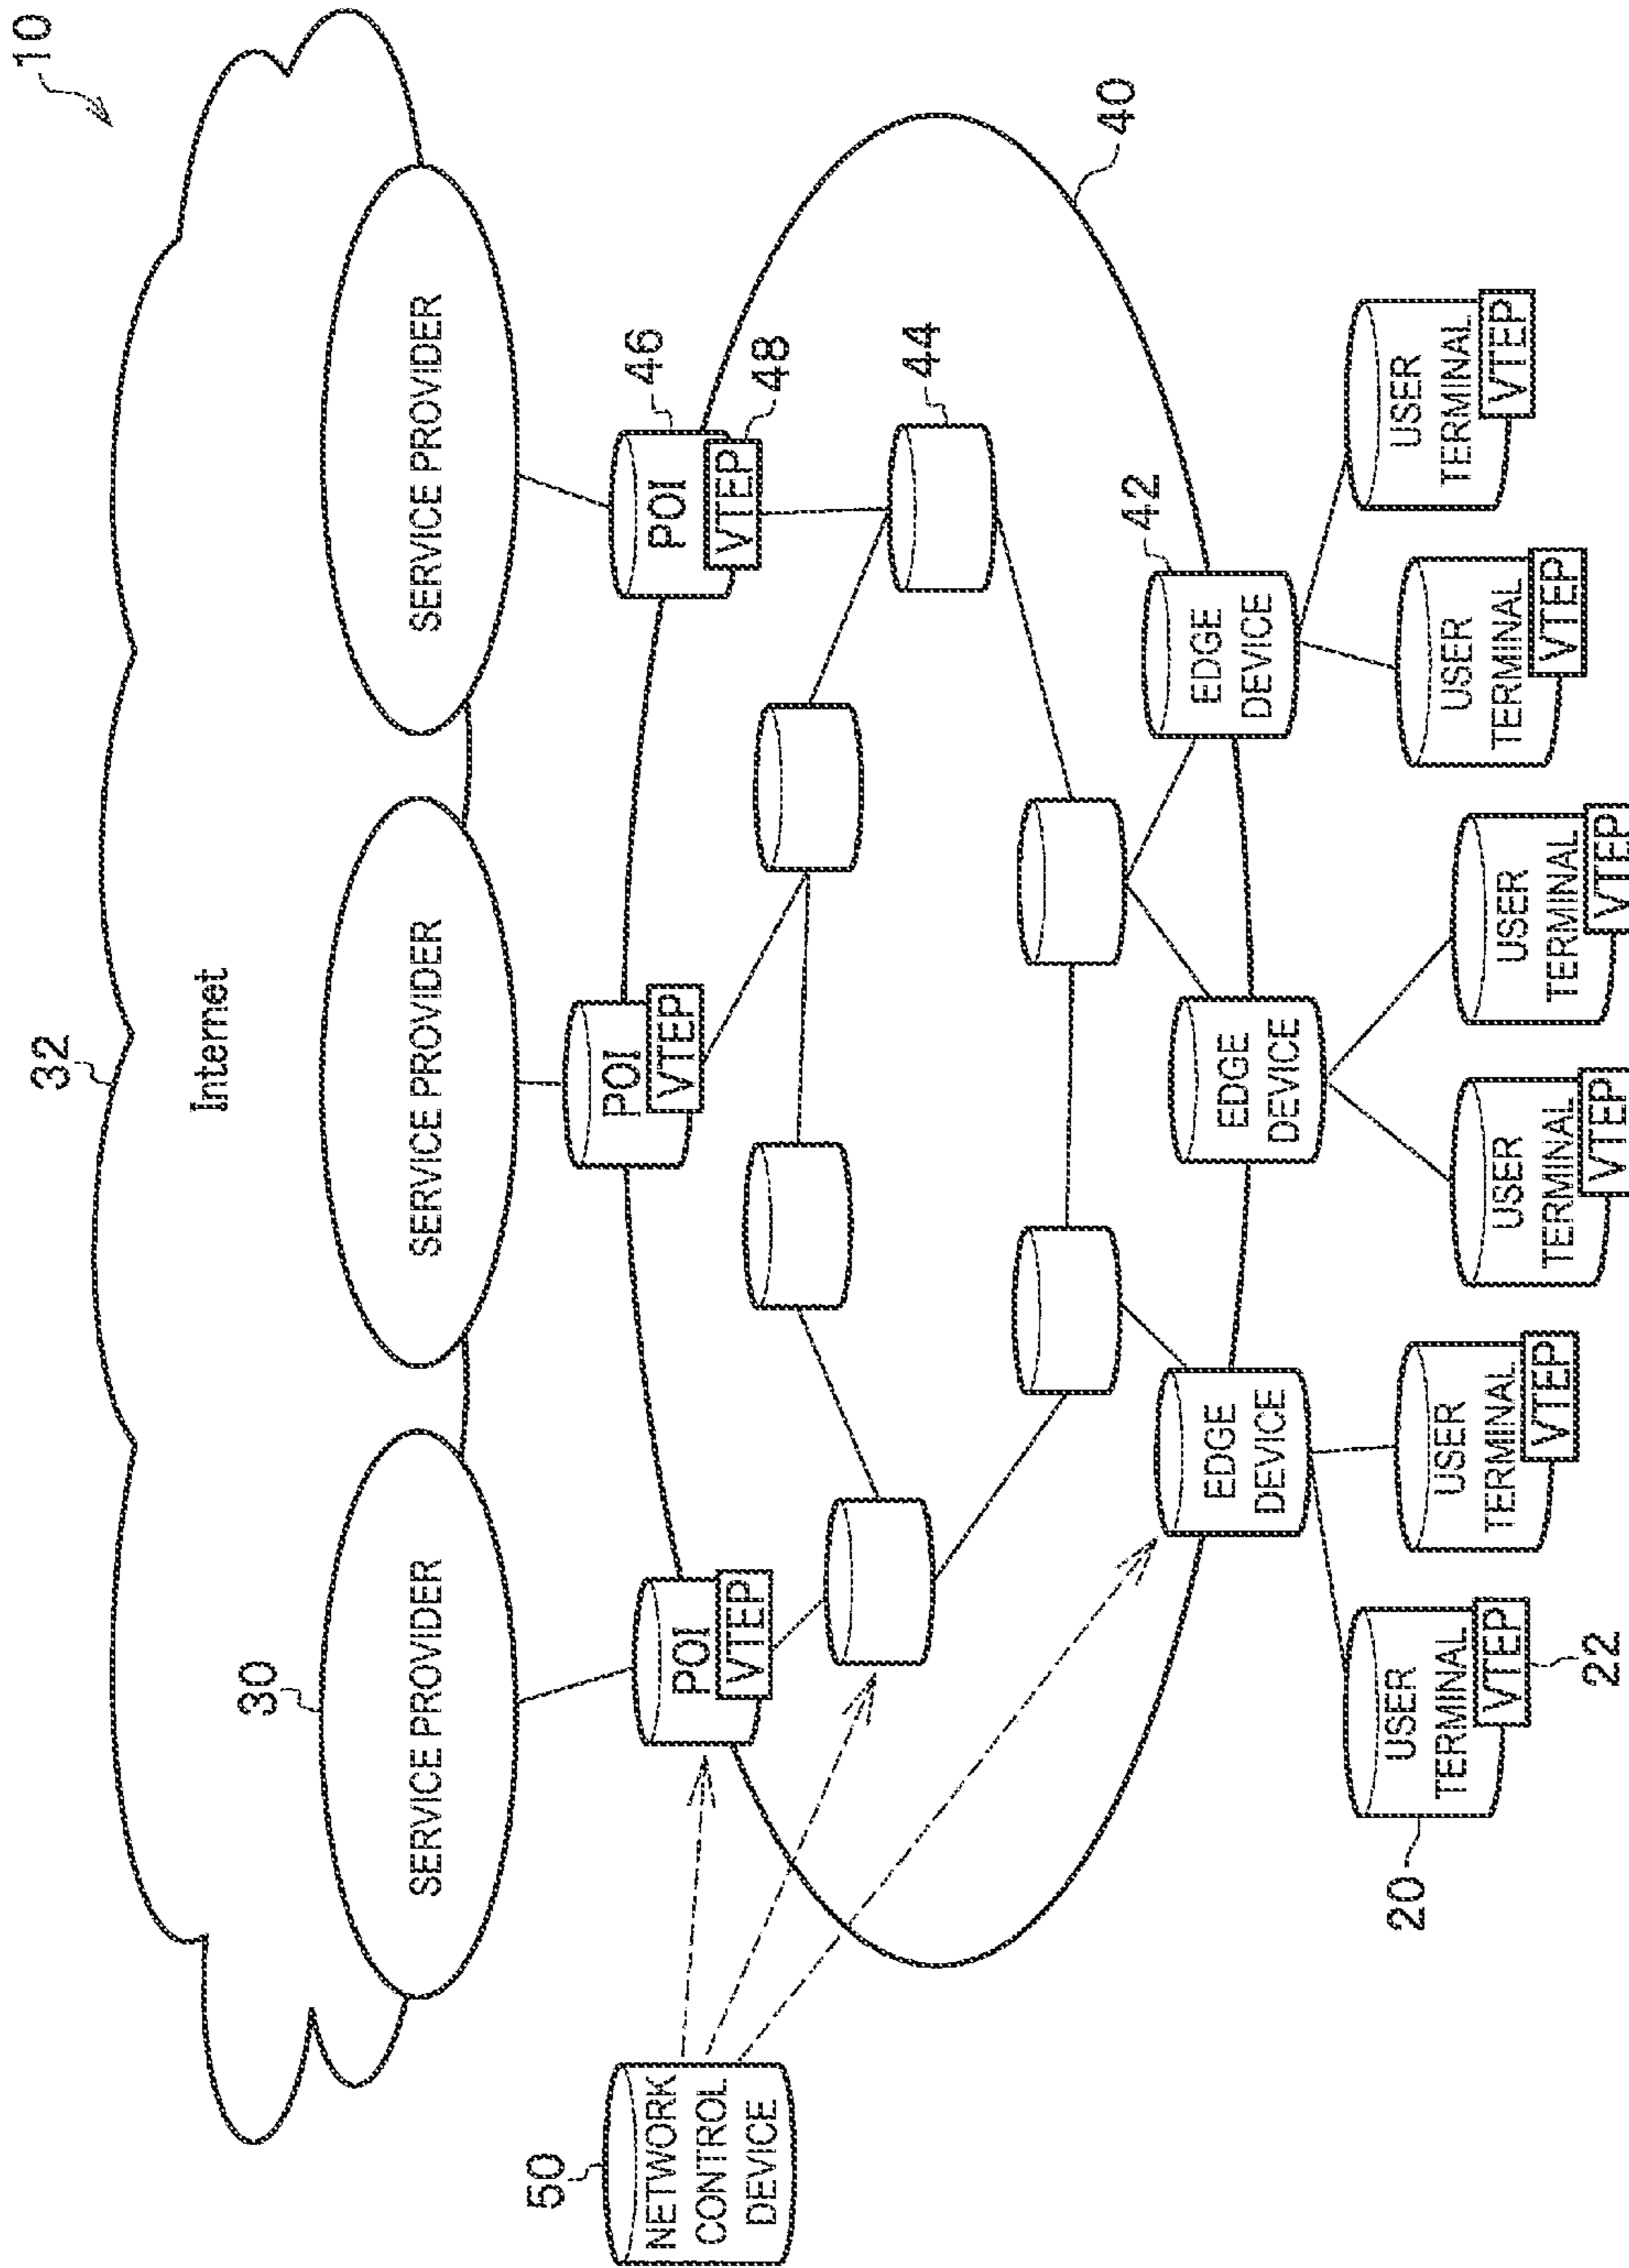 10
32
Internet
30
SERVICE PROVIDER
SERVICE PROVIDER
SERVICE PROVIDER
50
NETWORK
CONTROL
DEVICE
POI
VTEP
POI
VTEP
POI
VTEP
46
48
44
40
42
EDGE
DEVICE
EDGE
DEVICE
EDGE
DEVICE
20
USER
TERMINAL
VTEP
22
USER
TERMINAL
VTEP
USER
TERMINAL
VTEP
USER
TERMINAL
VTEP
USER
TERMINAL
VTEP
USER
TERMINAL
VTEP